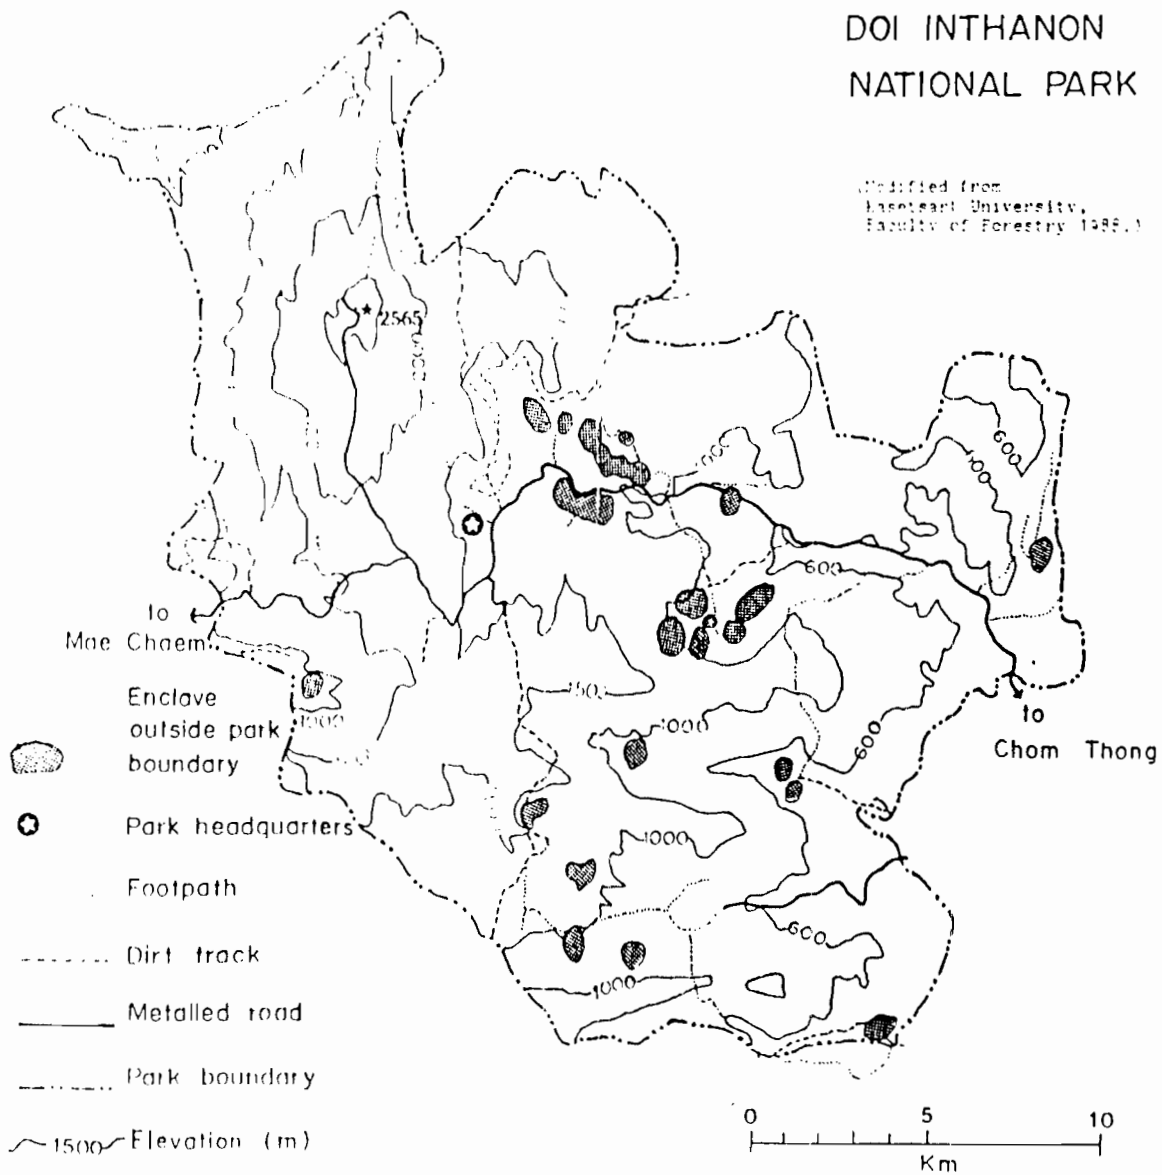 DOI INTHANON
NATIONAL PARK
(Modified from
Kasetsart University,
Faculty of Forestry 1988.)
2565
600
1000
600
to
Mae Chaem
1000
1500
1000
600
to
Chom Thong
Enclave
outside park
boundary
Park headquarters
1000
Footpath
600
Dirt track
1000
Metalled road
Park boundary
1500 Elevation (m)
0 5 10
Km